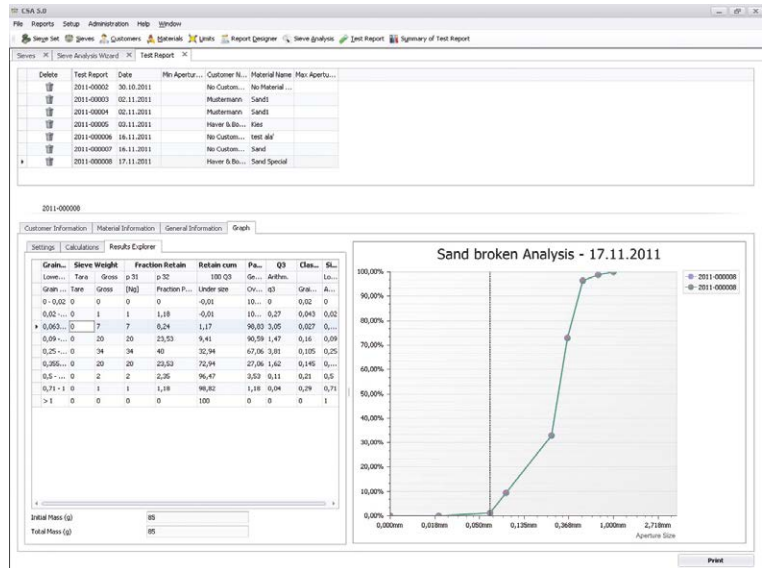 CSA 5.0
File Reports Setup Administration Help Window
Sieve Set Sieves Customers Materials Units Report Designer Sieve Analysis Test Report Summary of Test Report
Sieves Sieve Analysis Wizard Test Report
Delete Test Report Date Min Apertur... Customer N... Material Name Max Apertu...
2011-00002 30.10.2011 No Custom... No Material ...
2011-00003 02.11.2011 Mustermann Sand1
2011-00004 02.11.2011 Mustermann Sand1
2011-00005 03.11.2011 Haver & Bo... Kies
2011-000006 16.11.2011 No Custom... test ala'
2011-000007 16.11.2011 No Custom... Sand
2011-000008 17.11.2011 Haver & Bo... Sand Special
2011-000008
Customer Information Material Information General Information Graph
Settings Calculations Results Explorer
Grain... Sieve Weight Fraction Retain Retain cum Pa... Q3 Clas... Si...
Lowe... Tara Gross p 31 p 32 100 Q3 Ge... Arithm. Lo...
Grain ... Tare Gross [Ng] Fraction P... Under size Ov... q3 Grai... A...
0 - 0,02 0 0 0 0 -0,01 10... 0 0,02 0
0,02 -... 0 1 1 1,18 -0,01 10... 0,27 0,043 0,02
0,063... 0 7 7 8,24 1,17 98,83 3,05 0,027 0,...
0,09 -... 0 20 20 23,53 9,41 90,59 1,47 0,16 0,09
0,25 -... 0 34 34 40 32,94 67,06 3,81 0,105 0,25
0,355... 0 20 20 23,53 72,94 27,06 1,62 0,145 0,...
0,5 - ... 0 2 2 2,35 96,47 3,53 0,11 0,21 0,5
0,71 - 1 0 1 1 1,18 98,82 1,18 0,04 0,29 0,71
> 1 0 0 0 0 100 0 0 0 1
Initial Mass (g) 85
Total Mass (g) 85
Sand broken Analysis - 17.11.2011
100,00%
90,00%
80,00%
70,00%
60,00%
50,00%
40,00%
30,00%
20,00%
10,00%
0,00%
0,000mm 0,018mm 0,050mm 0,135mm 0,368mm 1,000mm 2,718mm
Aperture Size
2011-000008
2011-000008
Print